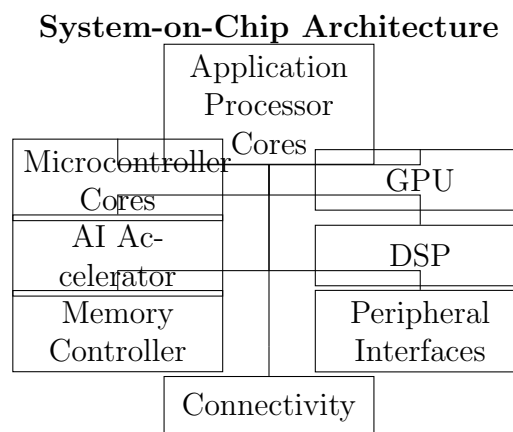 System-on-Chip Architecture
Application
Processor
Cores
Microcontroller
Cores
GPU
AI Ac-
celerator
DSP
Memory
Controller
Peripheral
Interfaces
Connectivity